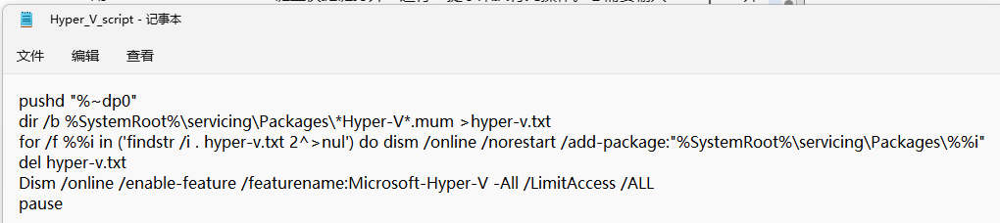 Hyper_V_script - 记事本
文件 编辑 查看
pushd "%~dp0"
dir /b %SystemRoot%\servicing\Packages\*Hyper-V*.mum >hyper-v.txt
for /f %%i in ('findstr /i . hyper-v.txt 2^>nul') do dism /online /norestart /add-package:"%SystemRoot%\servicing\Packages\%%i"
del hyper-v.txt
Dism /online /enable-feature /featurename:Microsoft-Hyper-V -All /LimitAccess /ALL
pause